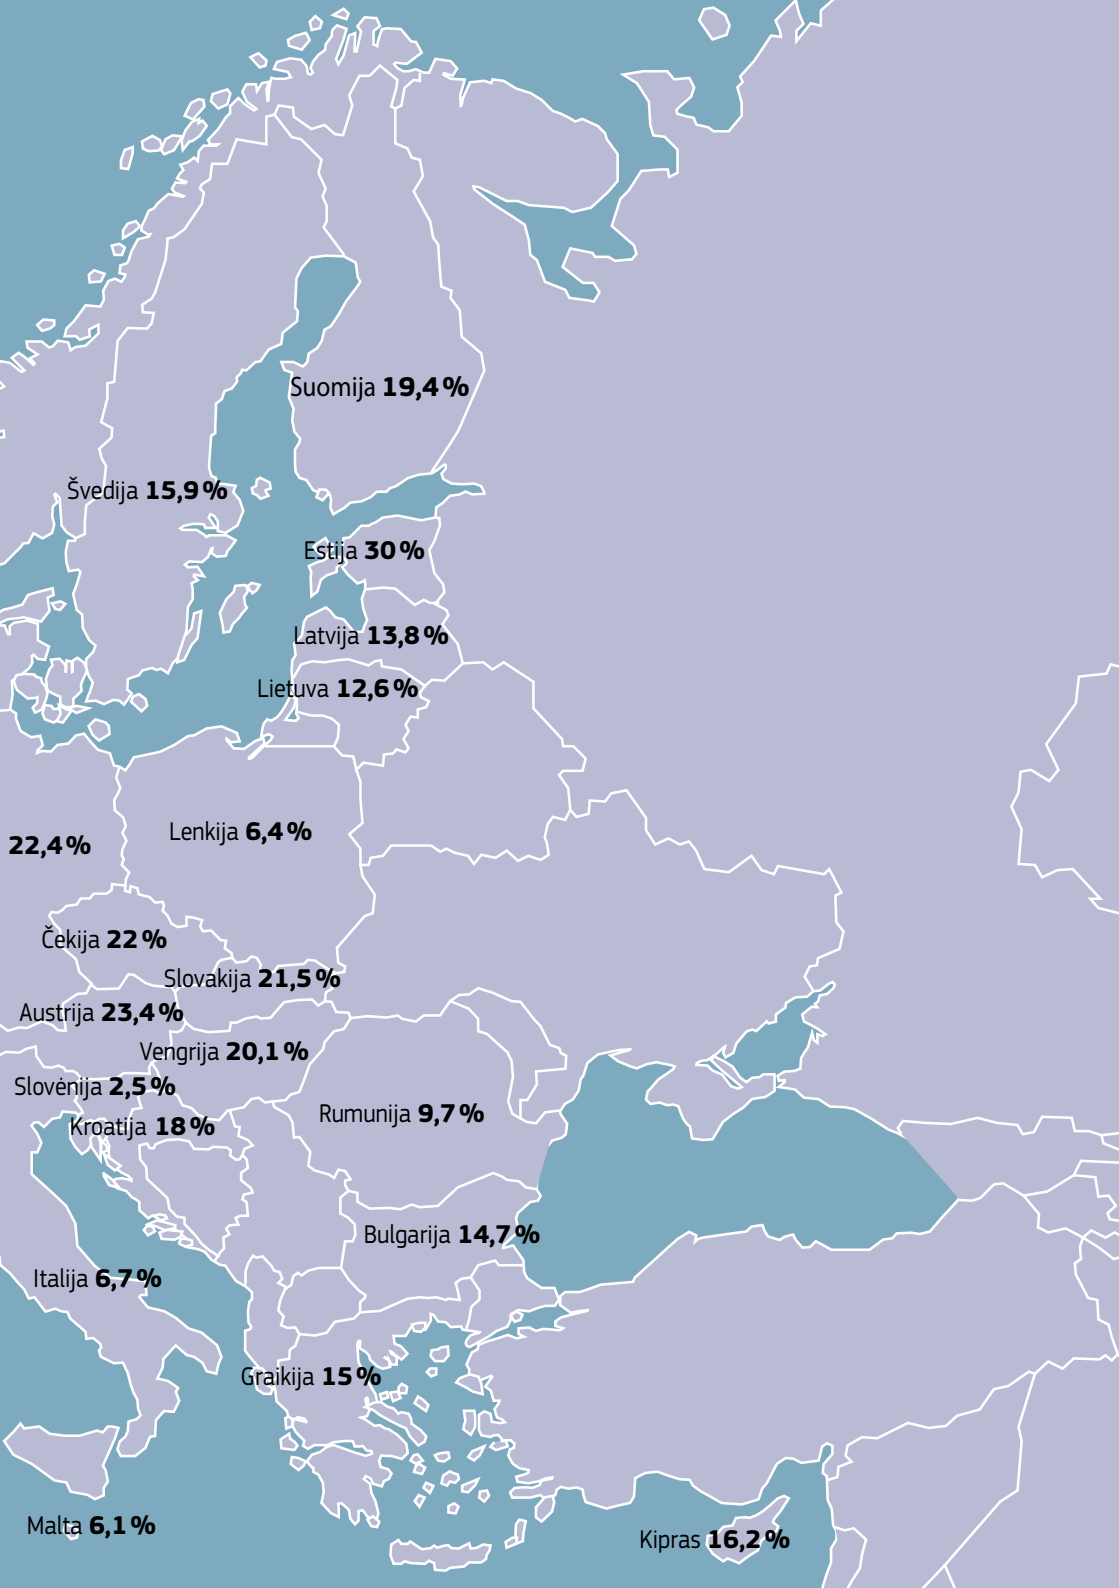 Suomija 19,4 %
Švedija 15,9 %
Estija 30 %
Latvija 13,8 %
Lietuva 12,6 %
Lenkija 6,4 %
22,4 %
Čekija 22 %
Slovakija 21,5 %
Austrija 23,4 %
Vengrija 20,1 %
Slovėnija 2,5 %
Rumunija 9,7 %
Kroatija 18 %
Bulgarija 14,7 %
Italija 6,7 %
Graikija 15 %
Malta 6,1 %
Kipras 16,2 %